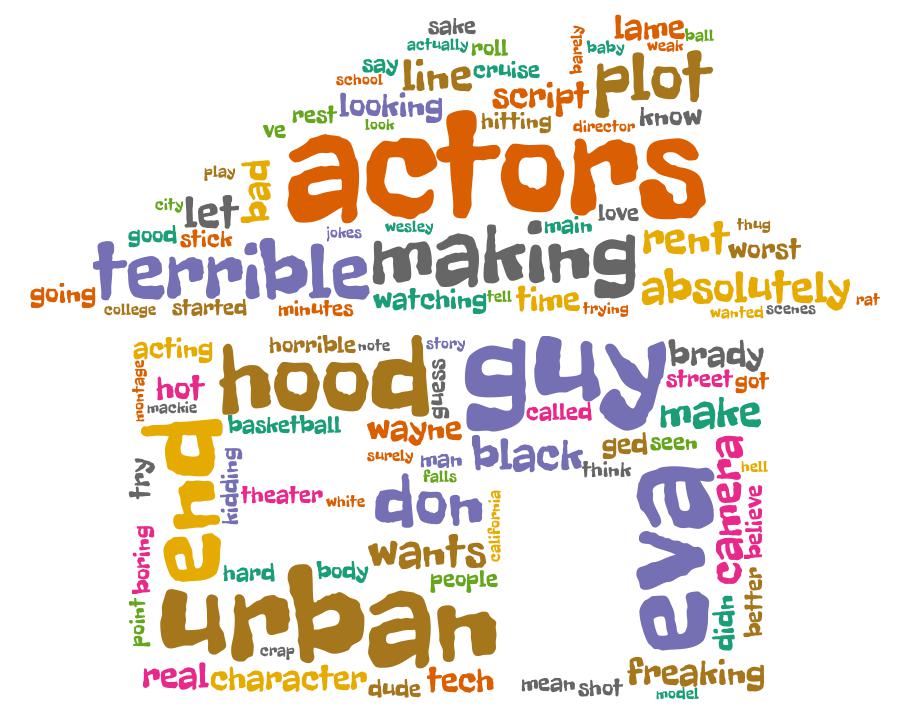 sake
actually roll
lame ball
barely baby weak
say line cruise plot
school
looking script
rest hitting director know
ve look
actors
play bad
city let love
good stick jokes wesley main rent thug
terrible making worst
going absolutely
college started minutes watching tell time trying wanted scenes rat
acting horrible note story guy brady
montage hot hood guess street got
mackie called make
basketball wayne ged seen
end surely man black think camera hell
try kidding falls
theater white don california eva believe
boring wants
hard body people
point urban didn better
crap
real character dude tech mean shot freaking
model